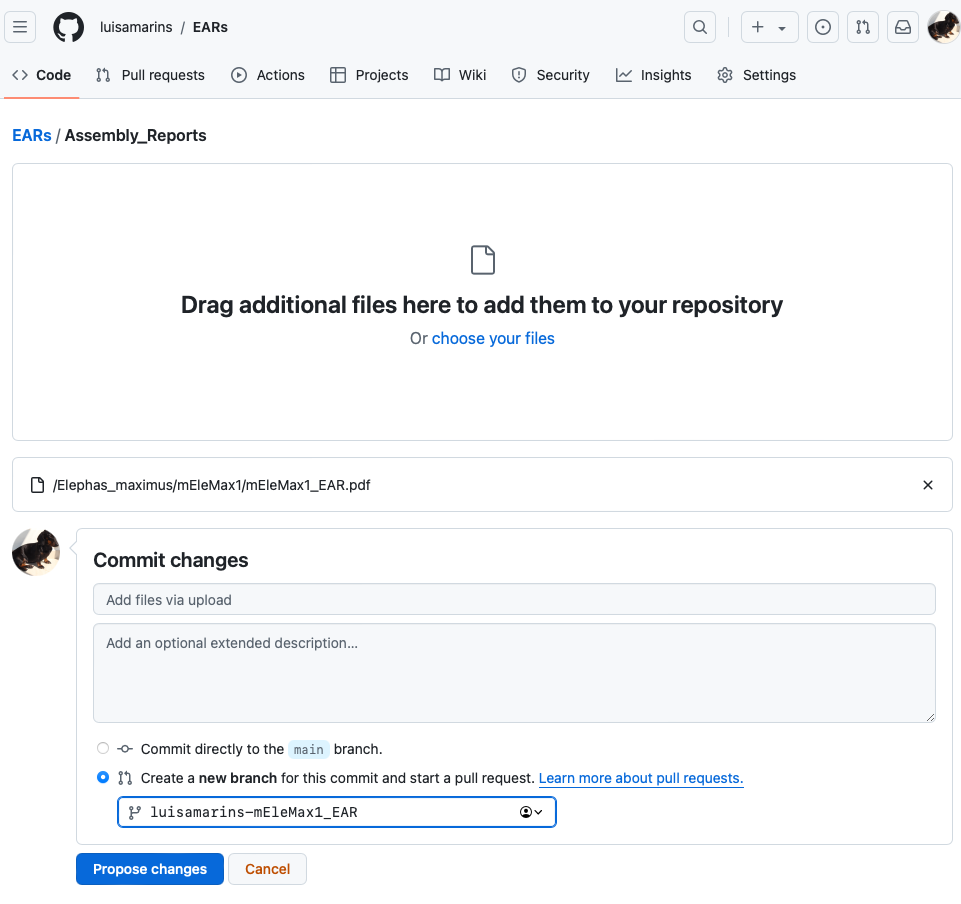 luisamarins / EARs
Code Pull requests Actions Projects Wiki Security Insights Settings
EARs / Assembly_Reports
Drag additional files here to add them to your repository
Or choose your files
/Elephas_maximus/mEleMax1/mEleMax1_EAR.pdf
Commit changes
Add files via upload
Add an optional extended description...
Commit directly to the main branch.
Create a new branch for this commit and start a pull request. Learn more about pull requests.
luisamarins-mEleMax1_EAR
Propose changes Cancel